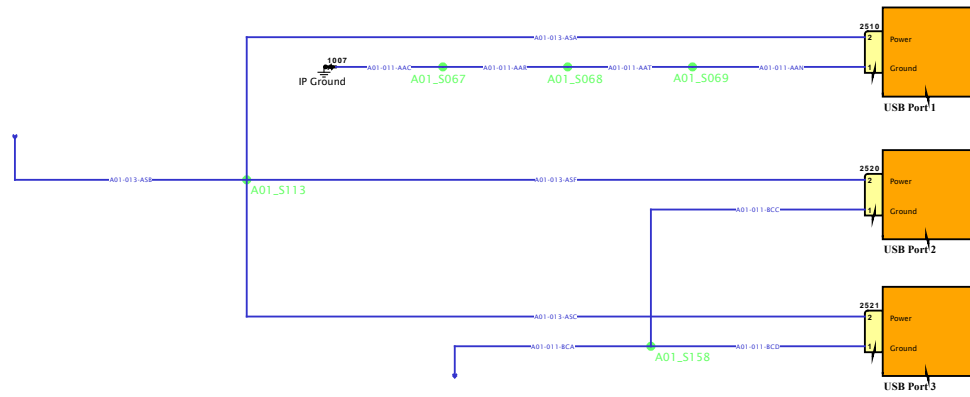 2510
A01-013-ASA
2
Power
1007
IP Ground
A01-011-AAC
A01-011-AAR
A01-011-AAT
A01-011-AAN
1
Ground
A01_S067
A01_S068
A01_S069
USB Port 1
2520
A01-013-ASB
A01-013-ASF
2
Power
A01_S113
A01-011-BCC
1
Ground
USB Port 2
2521
A01-013-ASC
2
Power
A01-011-BCA
A01-011-BCD
1
Ground
A01_S158
USB Port 3